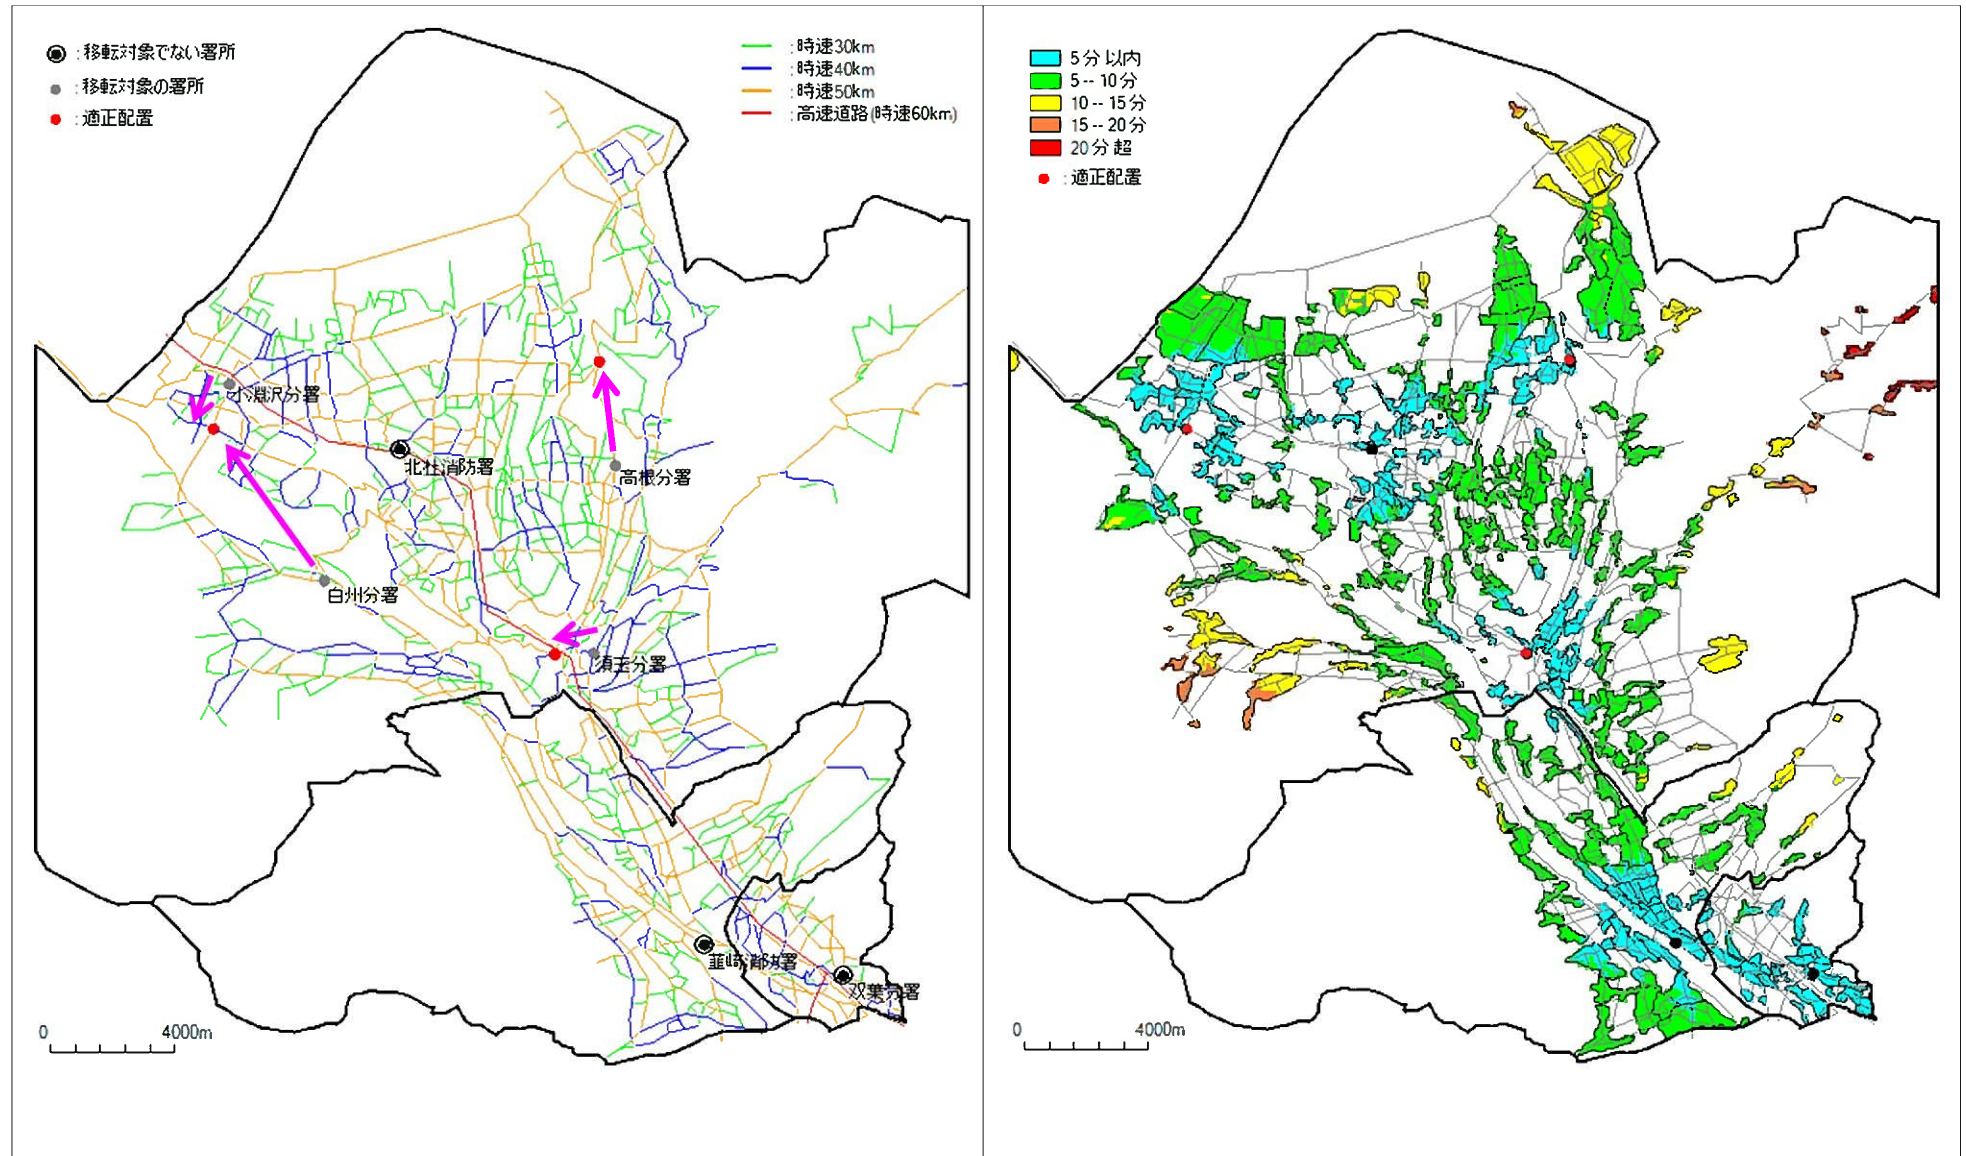 ：移転対象でない署所
：移転対象の署所
：適正配置
：時速30km
：時速40km
：時速50km
：高速道路(時速60km)
小淵沢分署
北杜消防署
高根分署
白州分署
須玉分署
韮崎消防署
双葉分署
0 4000m
5分以内
5--10分
10--15分
15--20分
20分超
：適正配置
0 4000m